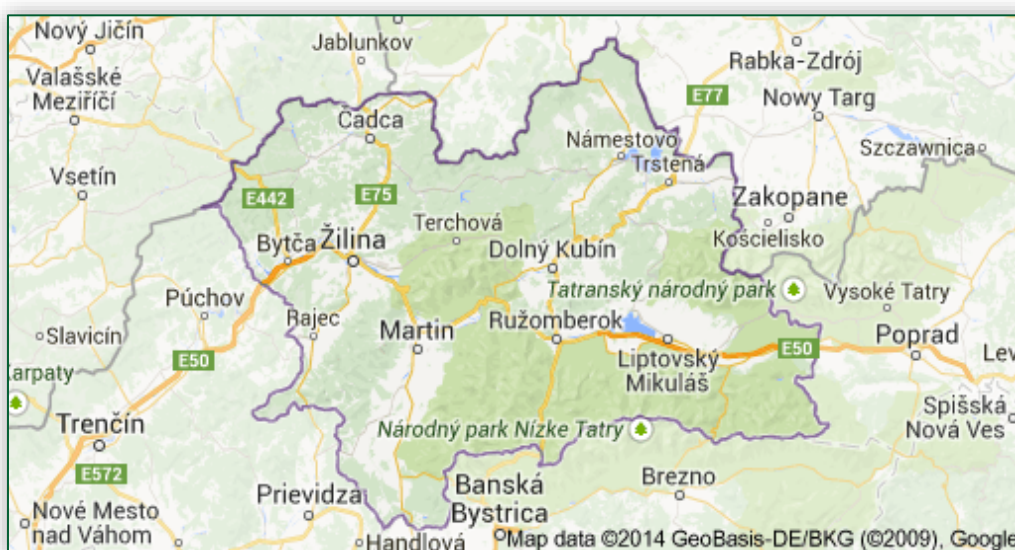 Nový Jičín
Jablunkov
Rabka-Zdrój
Valašské
Meziříčí
E77
Nowy Targ
Čadca
Námestovo
Szczawnica
Trstená
Vsetín
E442
E75
Zakopane
Terchová
Kościelisko
Bytča
Žilina
Dolný Kubín
Tatranský národný park
Vysoké Tatry
Púchov
Rajec
Slavicín
Martin
Ružomberok
Poprad
E50
Liptovský
Mikuláš
E50
Lev
Karpaty
Spišská
Nová Ves
Trenčín
Národný park Nízke Tatry
E572
Brezno
Prievidza
Banská
Bystrica
Nové Mesto
nad Váhom
Handlová
Map data ©2014 GeoBasis-DE/BKG (©2009), Google